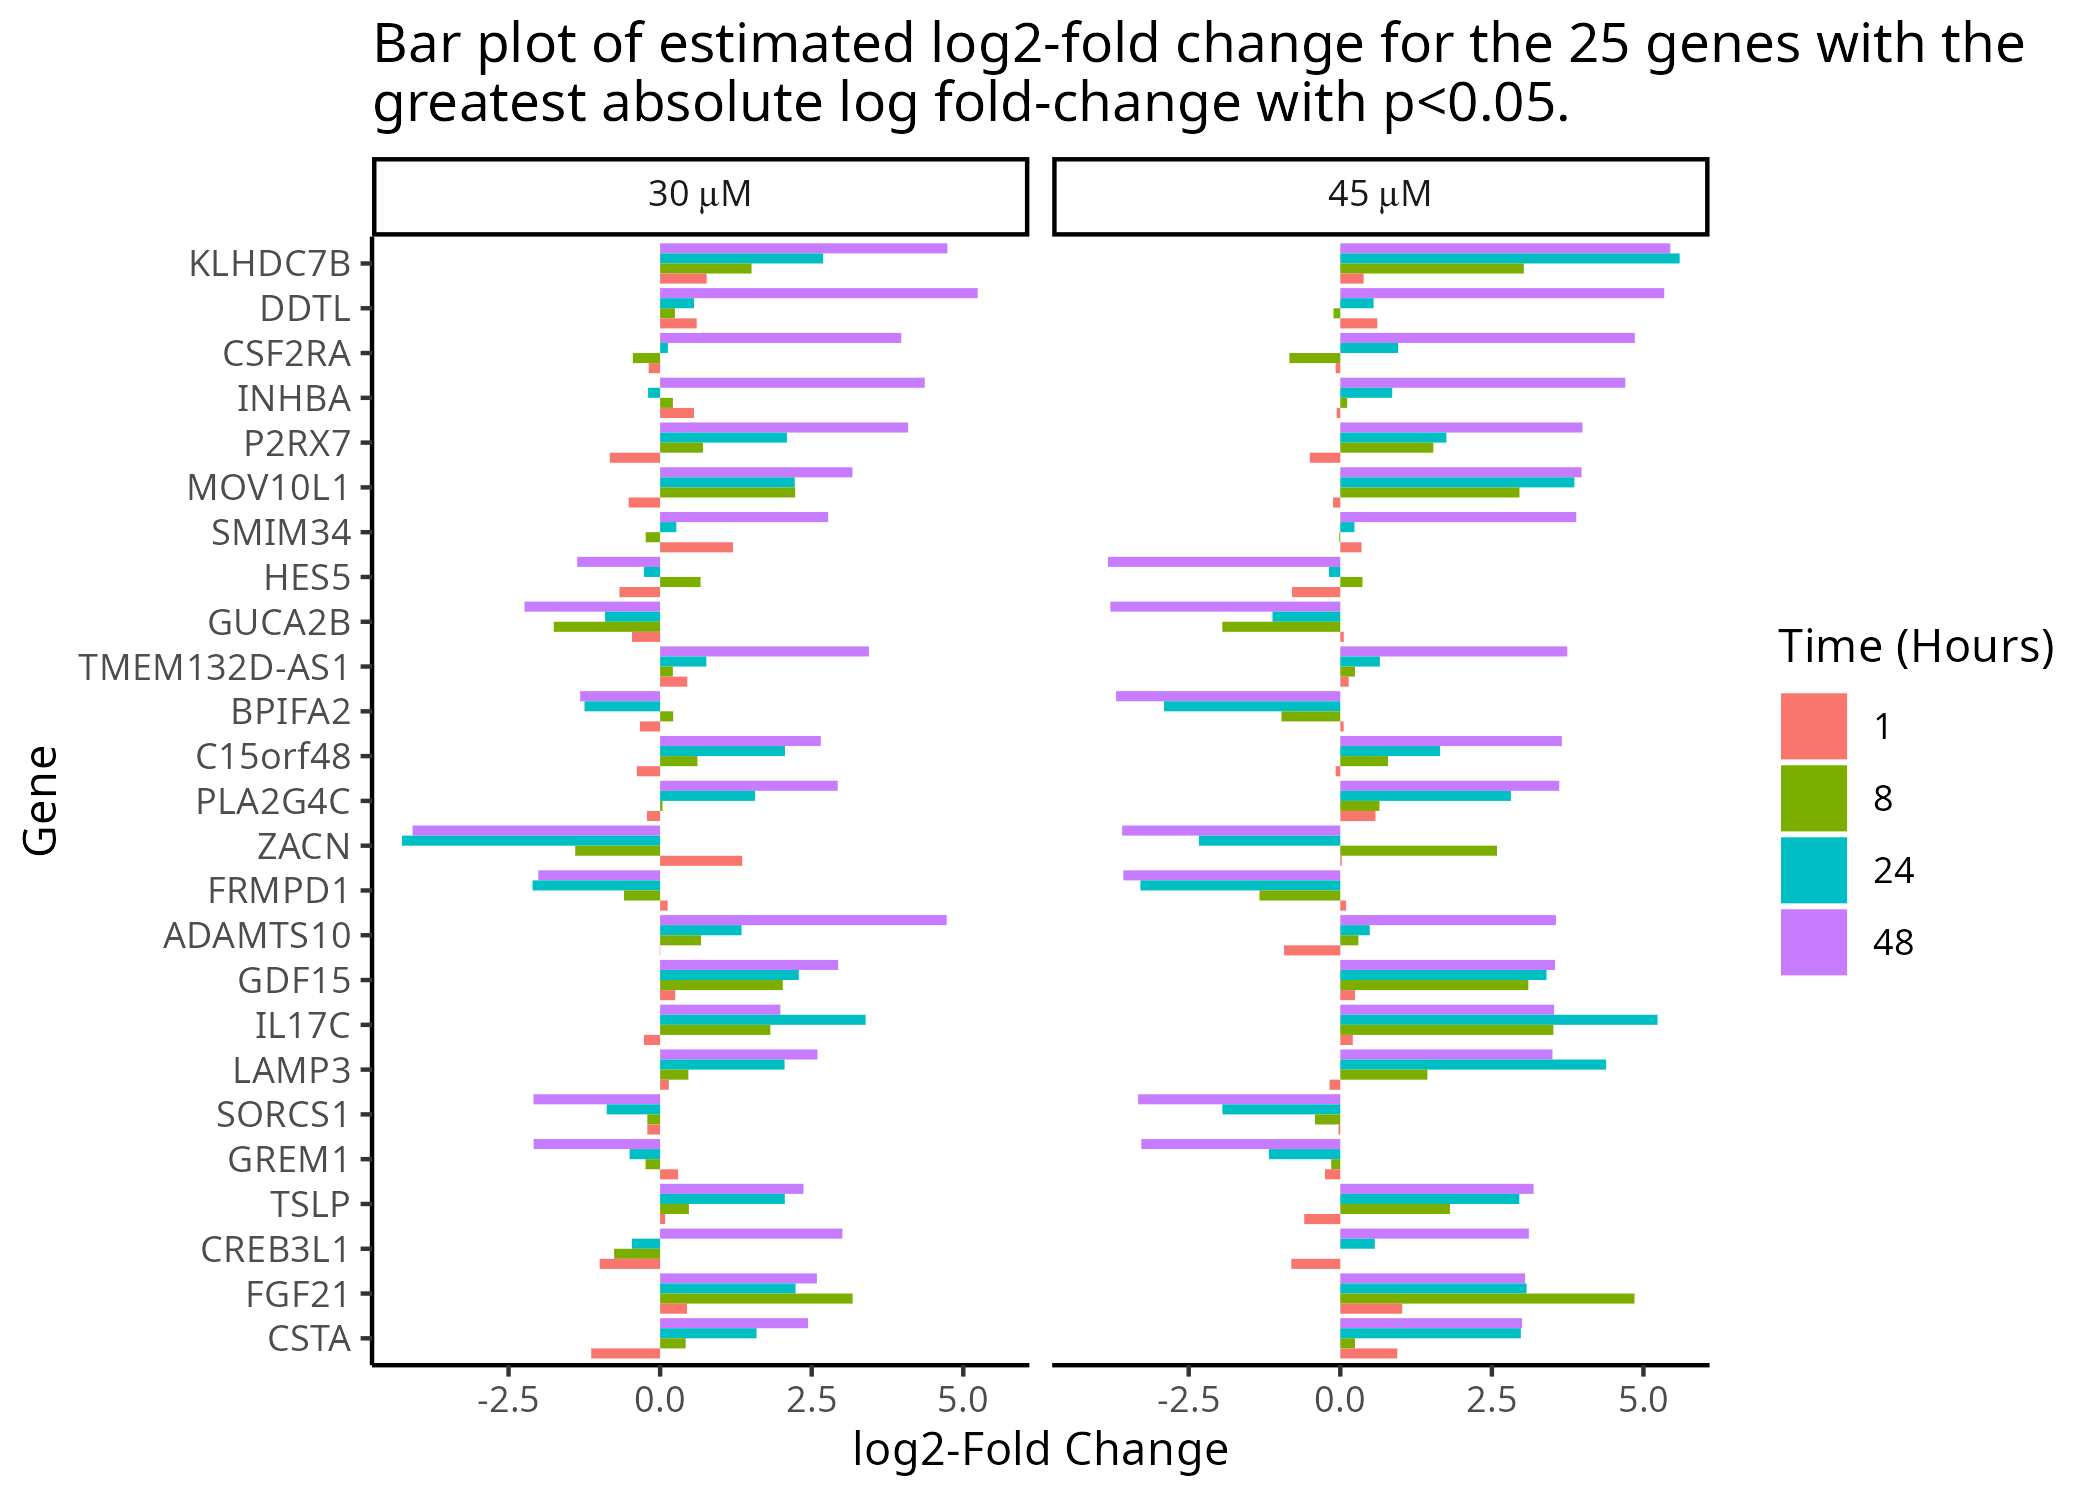 Bar plot of estimated log2-fold change for the 25 genes with the
greatest absolute log fold-change with p<0.05.
30 μM
45 μM
Gene
KLHDC7B
DDTL
CSF2RA
INHBA
P2RX7
MOV10L1
SMIM34
HES5
GUCA2B
TMEM132D-AS1
BPIFA2
C15orf48
PLA2G4C
ZACN
FRMPD1
ADAMTS10
GDF15
IL17C
LAMP3
SORCS1
GREM1
TSLP
CREB3L1
FGF21
CSTA
-2.5 0.0 2.5 5.0
-2.5 0.0 2.5 5.0
log2-Fold Change
Time (Hours)
1
8
24
48